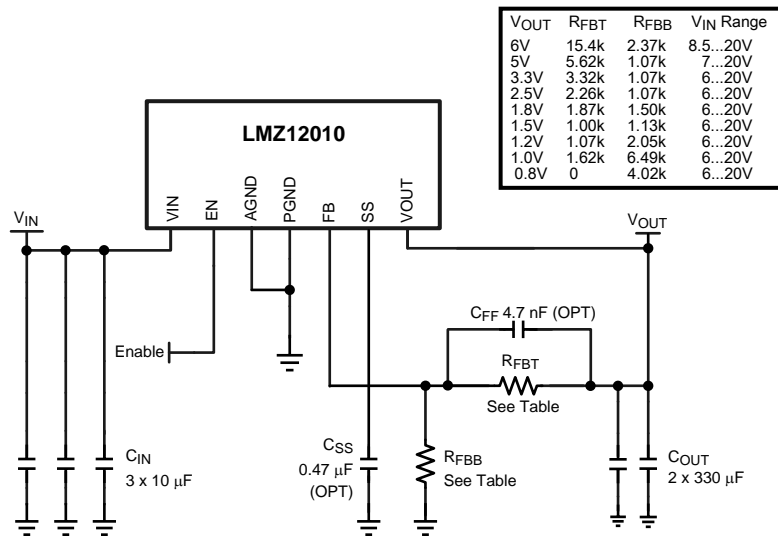 VOUT RFBT RFBB VIN Range
6V 15.4k 2.37k 8.5...20V
5V 5.62k 1.07k 7...20V
3.3V 3.32k 1.07k 6...20V
2.5V 2.26k 1.07k 6...20V
1.8V 1.87k 1.50k 6...20V
1.5V 1.00k 1.13k 6...20V
1.2V 1.07k 2.05k 6...20V
1.0V 1.62k 6.49k 6...20V
0.8V 0 4.02k 6...20V
LMZ12010
VIN
EN
AGND
PGND
FB
SS
VOUT
VIN
VOUT
Enable
CFF 4.7 nF (OPT)
RFBT
See Table
CIN
3 x 10 μF
CSS
0.47 μF
(OPT)
RFBB
See Table
COUT
2 x 330 μF